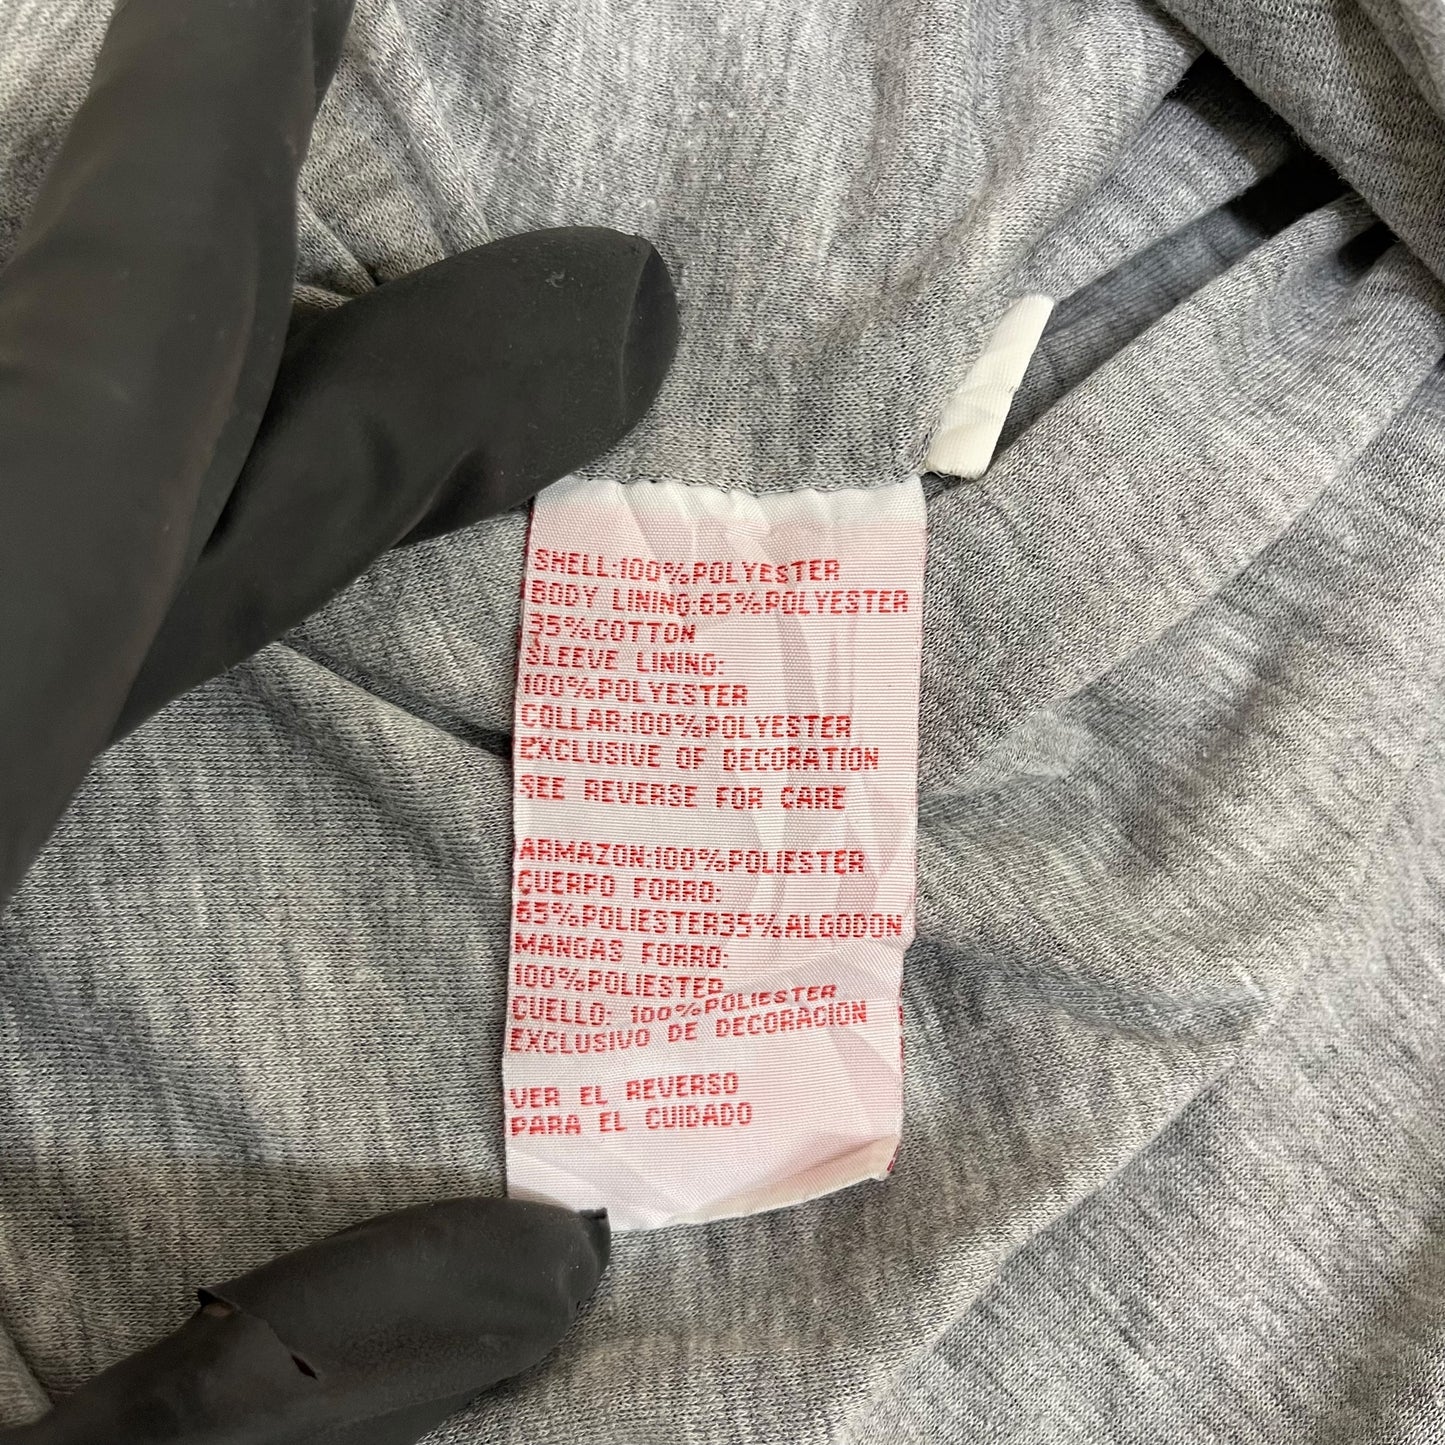 SHELL:100%POLYESTER
BODY LINING:65%POLYESTER
35%COTTON
SLEEVE LINING:
100%POLYESTER
COLLAR:100%POLYESTER
EXCLUSIVE OF DECORATION
SEE REVERSE FOR CARE
ARMAZON:100%POLIESTER
CUERPO FORRO:
65%POLIESTER35%ALGODON
MANGAS FORRO:
100%POLIESTER
CUELLO: 100%POLIESTER
EXCLUSIVO DE DECORACION
VER EL REVERSO
PARA EL CUIDADO